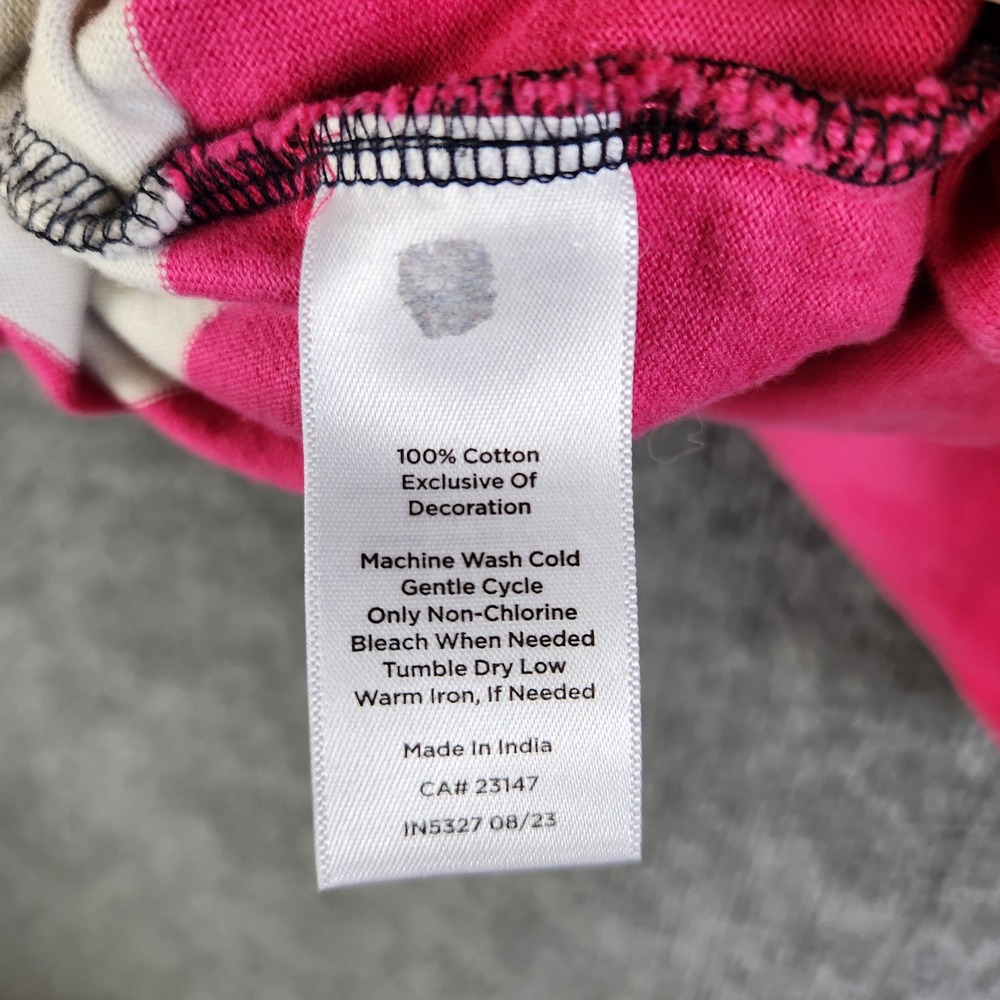 100% Cotton
Exclusive Of
Decoration
Machine Wash Cold
Gentle Cycle
Only Non-Chlorine
Bleach When Needed
Tumble Dry Low
Warm Iron, If Needed
Made In India
CA# 23147
IN5327 08/23